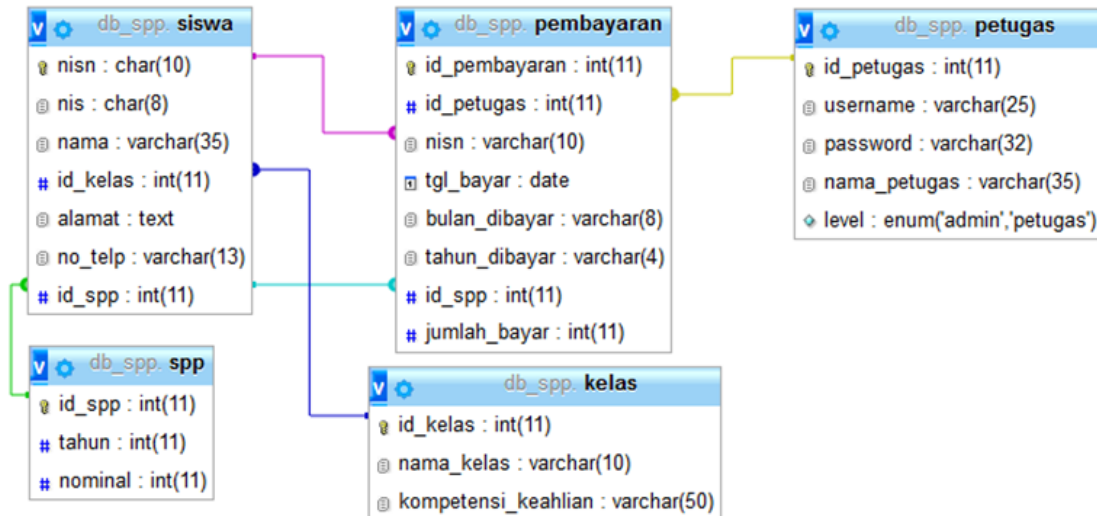 db_spp. siswa
nisn : char(10)
nis : char(8)
nama : varchar(35)
# id_kelas : int(11)
alamat : text
no_telp : varchar(13)
# id_spp : int(11)
db_spp. pembayaran
id_pembayaran : int(11)
# id_petugas : int(11)
nisn : varchar(10)
tgl_bayar : date
bulan_dibayar : varchar(8)
tahun_dibayar : varchar(4)
# id_spp : int(11)
# jumlah_bayar : int(11)
db_spp. petugas
id_petugas : int(11)
username : varchar(25)
password : varchar(32)
nama_petugas : varchar(35)
level : enum('admin','petugas')
db_spp. spp
id_spp : int(11)
# tahun : int(11)
# nominal : int(11)
db_spp. kelas
id_kelas : int(11)
nama_kelas : varchar(10)
kompetensi_keahlian : varchar(50)